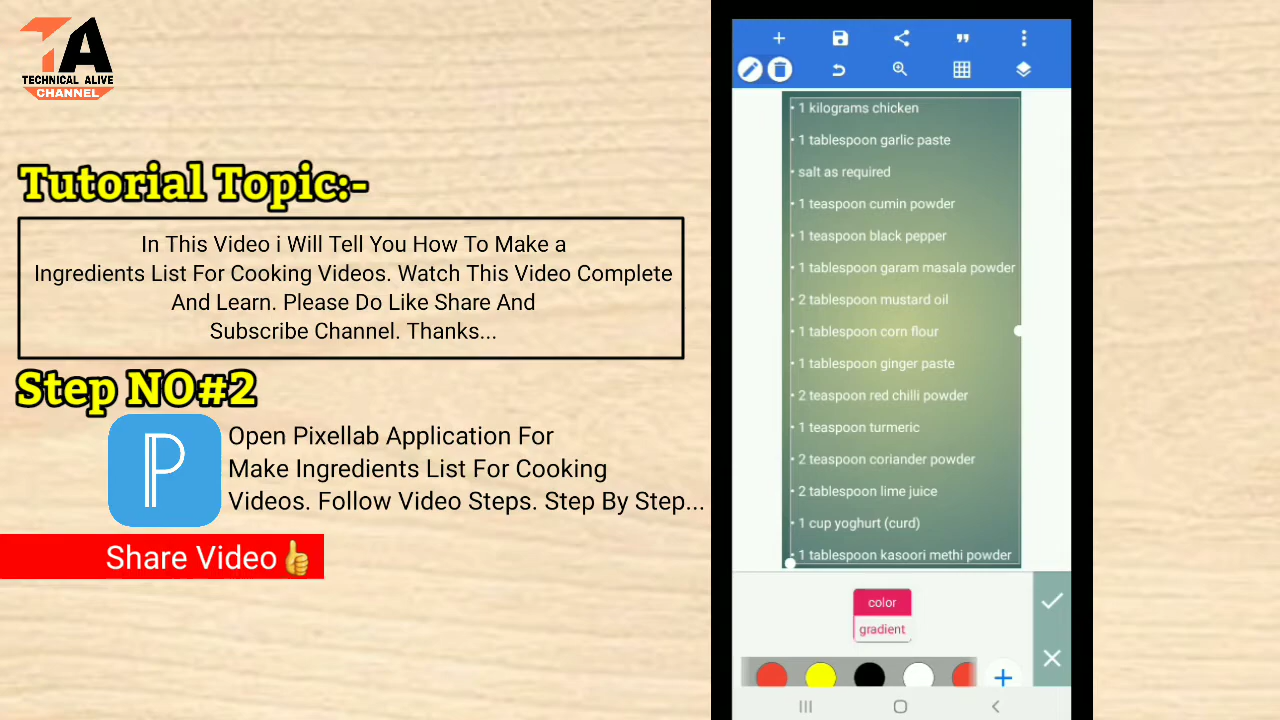 TA
TECHNICAL ALIVE
CHANNEL
Tutorial Topic:-
In This Video i Will Tell You How To Make a
Ingredients List For Cooking Videos. Watch This Video Complete
And Learn. Please Do Like Share And
Subscribe Channel. Thanks...
Step NO#2
P
Open Pixellab Application For
Make Ingredients List For Cooking
Videos. Follow Video Steps. Step By Step...
Share Video👍
• 1 kilograms chicken
• 1 tablespoon garlic paste
• salt as required
• 1 teaspoon cumin powder
• 1 teaspoon black pepper
• 1 tablespoon garam masala powder
• 2 tablespoon mustard oil
• 1 tablespoon corn flour
• 1 tablespoon ginger paste
• 2 teaspoon red chilli powder
• 1 teaspoon turmeric
• 2 teaspoon coriander powder
• 2 tablespoon lime juice
• 1 cup yoghurt (curd)
• 1 tablespoon kasoori methi powder
color
gradient